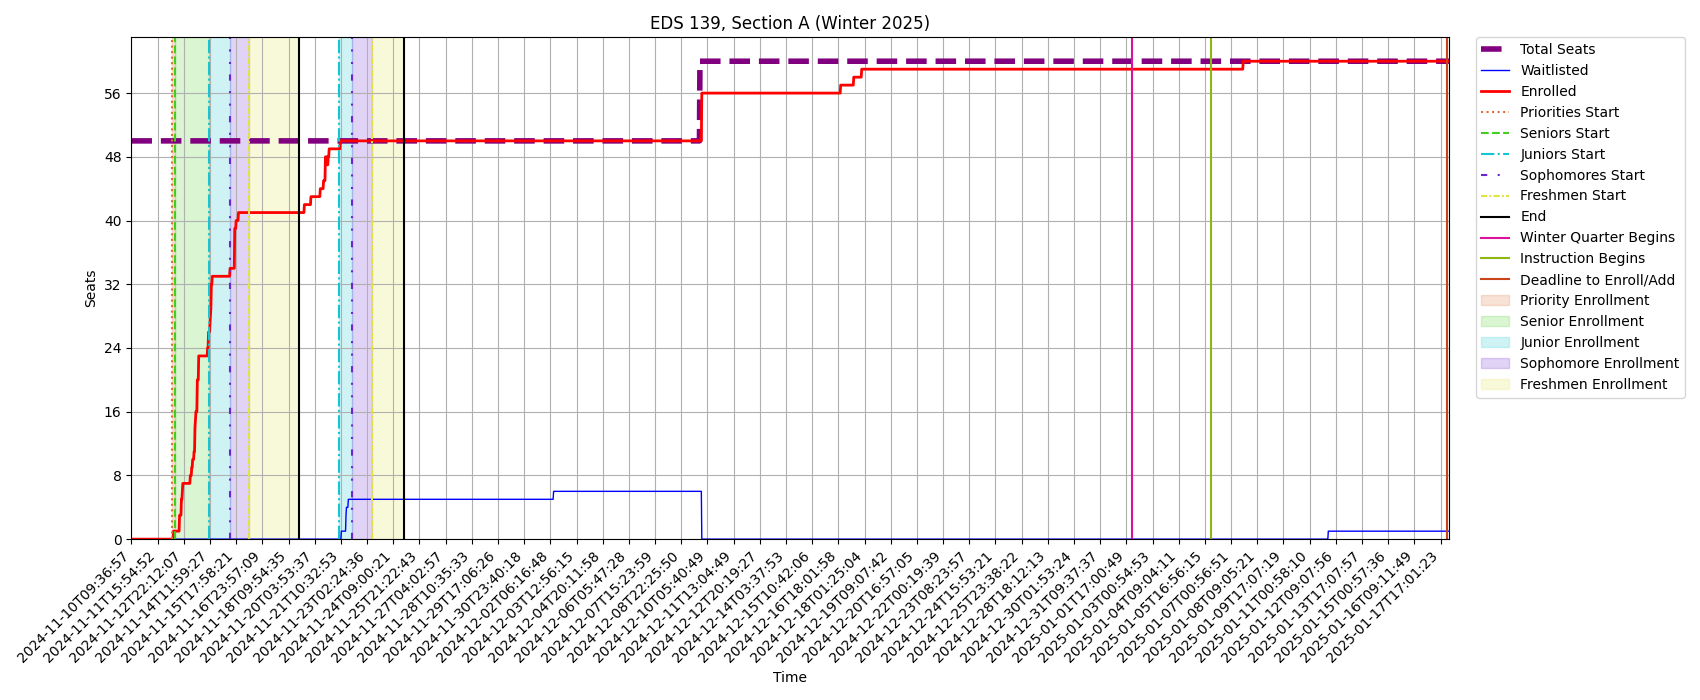 EDS 139, Section A (Winter 2025)
Total Seats
Waitlisted
Enrolled
Priorities Start
Seniors Start
Juniors Start
Sophomores Start
Freshmen Start
End
Winter Quarter Begins
Instruction Begins
Deadline to Enroll/Add
Priority Enrollment
Senior Enrollment
Junior Enrollment
Sophomore Enrollment
Freshmen Enrollment
Seats
56
48
40
32
24
16
8
0
2024-11-10T09:36:57
2024-11-11T15:54:52
2024-11-12T22:12:07
2024-11-14T11:59:27
2024-11-15T17:58:21
2024-11-16T23:57:09
2024-11-18T09:54:35
2024-11-20T03:53:37
2024-11-21T10:32:53
2024-11-23T02:24:36
2024-11-24T09:00:21
2024-11-25T21:22:43
2024-11-27T04:02:57
2024-11-28T10:35:33
2024-11-29T17:06:26
2024-11-30T23:40:18
2024-12-02T06:16:48
2024-12-03T12:56:15
2024-12-04T20:11:58
2024-12-06T05:47:28
2024-12-07T15:23:59
2024-12-08T22:25:50
2024-12-10T05:40:49
2024-12-11T13:04:49
2024-12-12T20:19:27
2024-12-14T03:37:53
2024-12-15T10:42:06
2024-12-16T18:01:58
2024-12-18T01:25:04
2024-12-19T09:07:42
2024-12-20T16:57:05
2024-12-22T00:19:39
2024-12-23T08:23:57
2024-12-24T15:53:21
2024-12-25T23:38:22
2024-12-28T18:12:13
2024-12-30T01:53:24
2024-12-31T09:37:37
2025-01-01T17:00:49
2025-01-03T00:54:53
2025-01-04T09:04:11
2025-01-05T16:56:15
2025-01-07T00:56:51
2025-01-08T09:05:21
2025-01-09T17:07:19
2025-01-11T00:58:10
2025-01-12T09:07:56
2025-01-13T17:07:57
2025-01-15T00:57:36
2025-01-16T09:11:49
2025-01-17T17:01:23
Time